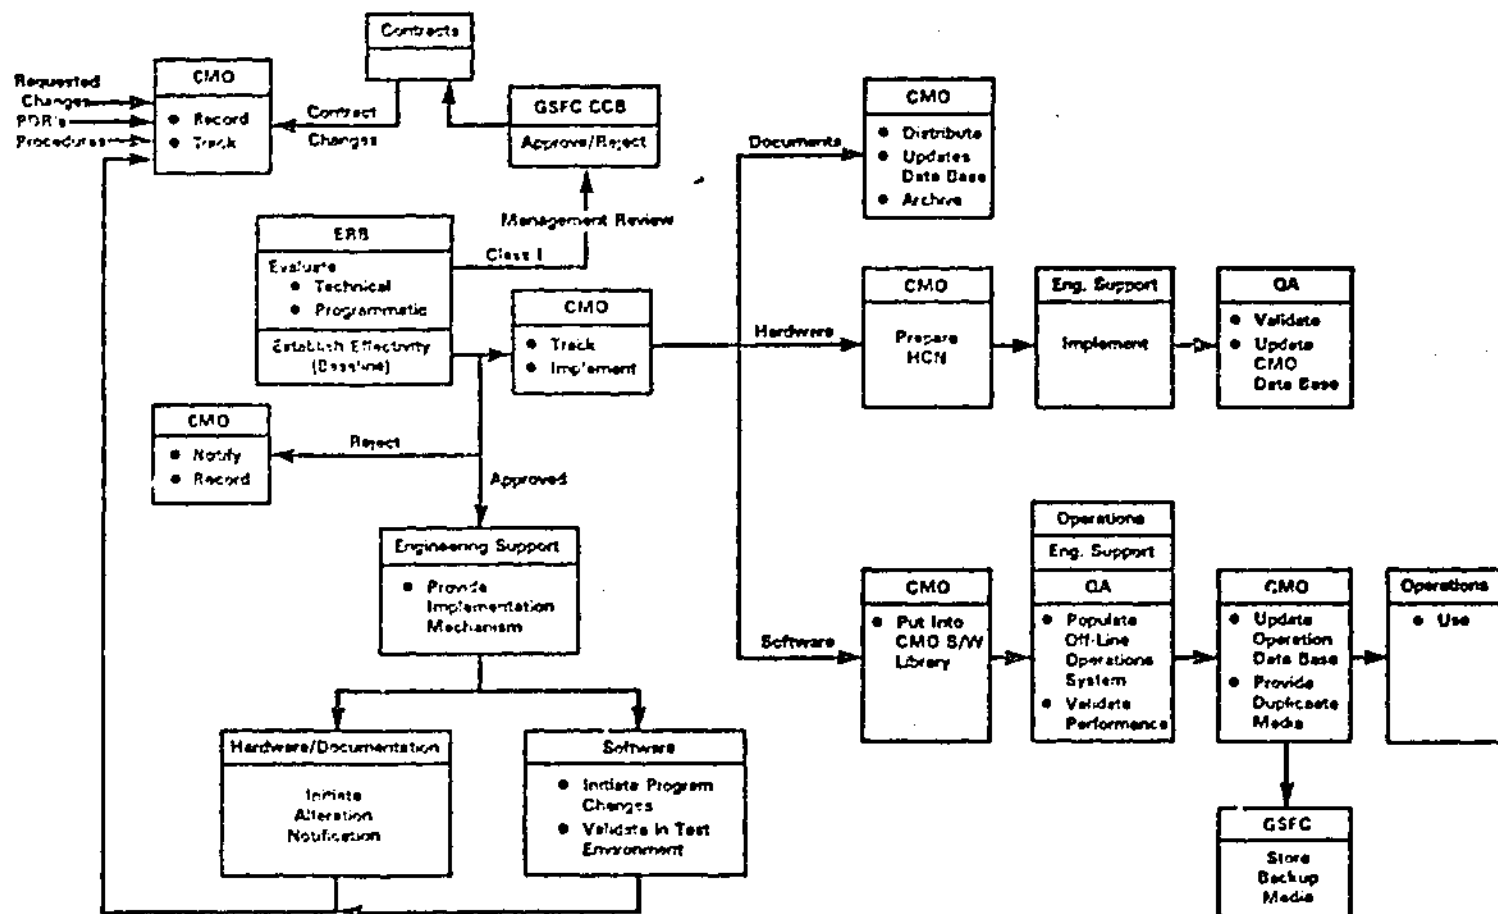 Contracts
CMO
● Record
● Track
Requested
Changes
PDR's
Procedures
Contract
Changes
GSFC CCB
Approve/Reject
Management Review
Class I
ERB
Evaluate
● Technical
● Programmatic
Establish Effectivity
(Baseline)
CMO
● Track
● Implement
CMO
● Notify
● Record
Reject
Approved
Engineering Support
● Provide
Implementation
Mechanism
Hardware/Documentation
Initiate
Alteration
Notification
Software
● Initiate Program
Changes
● Validate in Test
Environment
Documents
CMO
● Distribute
● Updates
Data Base
● Archive
Hardware
CMO
Prepare
HCN
Eng. Support
Implement
QA
● Validate
● Update
CMO
Data Base
Software
CMO
● Put Into
CMO S/W
Library
Operations
Eng. Support
QA
● Populate
Off-Line
Operations
System
● Validate
Performance
CMO
● Update
Operation
Data Base
● Provide
Duplicate
Media
Operations
● Use
GSFC
Store
Backup
Media